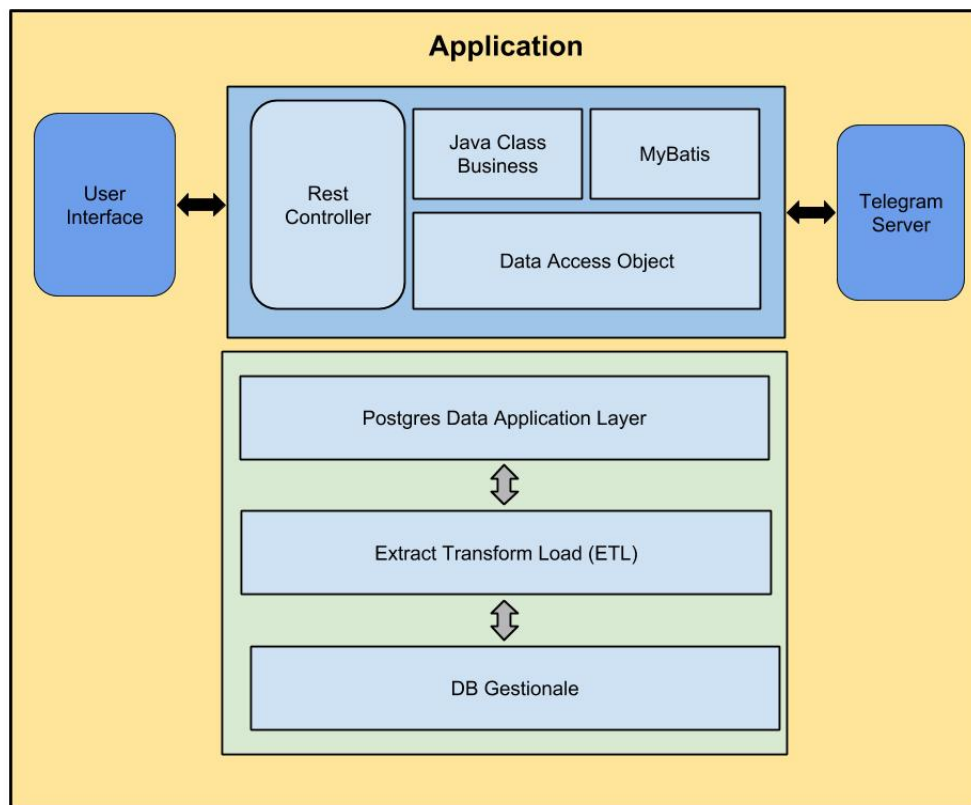 Application
User
Interface
Rest
Controller
Java Class
Business
MyBatis
Data Access Object
Telegram
Server
Postgres Data Application Layer
Extract Transform Load (ETL)
DB Gestionale